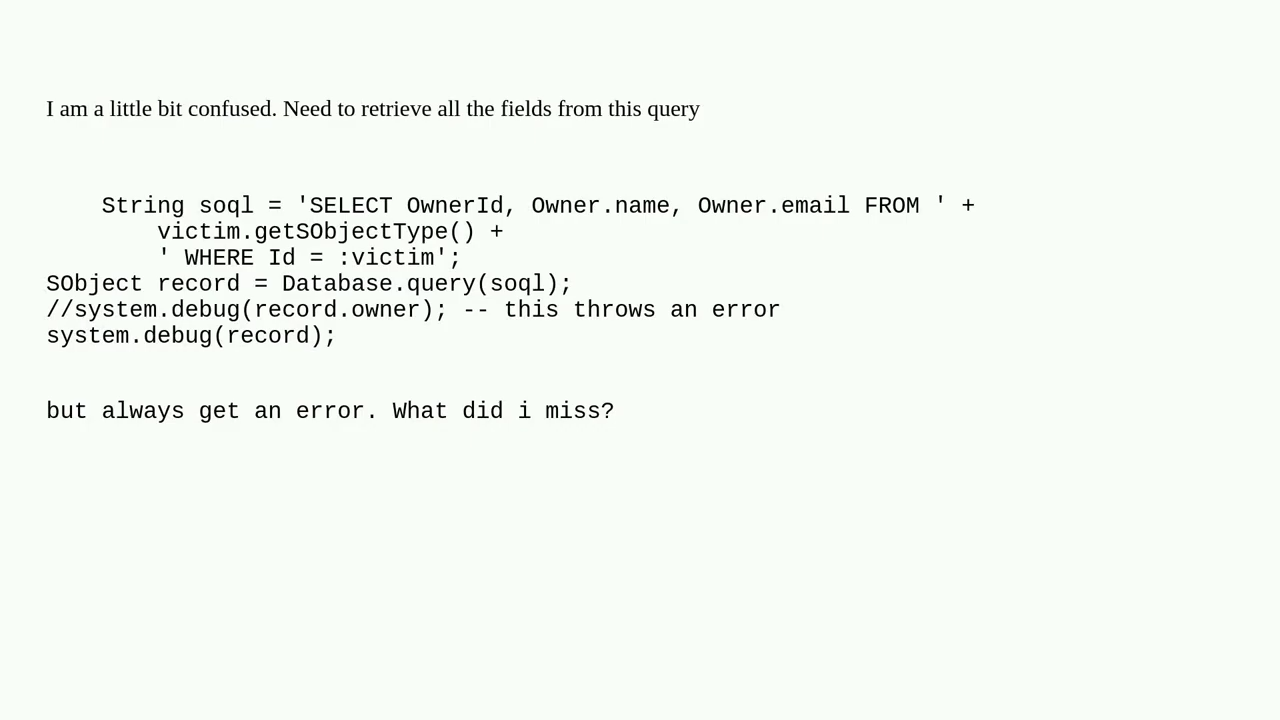 I am a little bit confused. Need to retrieve all the fields from this query
String soql = 'SELECT OwnerId, Owner.name, Owner.email FROM ' +
victim.getSObjectType() +
' WHERE Id = :victim';
SObject record = Database.query(soql);
//system.debug(record.owner); -- this throws an error
system.debug(record);
but always get an error. What did i miss?